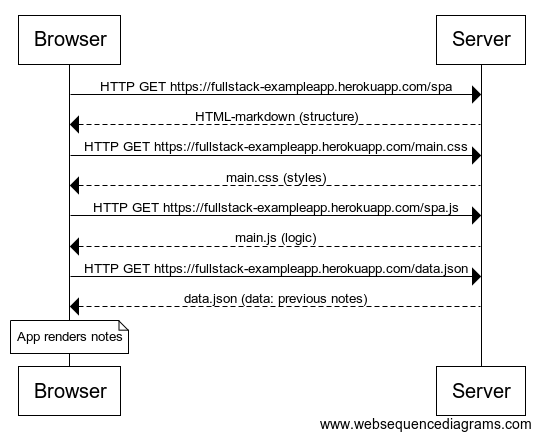 Browser
Server
HTTP GET https://fullstack-exampleapp.herokuapp.com/spa
HTML-markdown (structure)
HTTP GET https://fullstack-exampleapp.herokuapp.com/main.css
main.css (styles)
HTTP GET https://fullstack-exampleapp.herokuapp.com/spa.js
main.js (logic)
HTTP GET https://fullstack-exampleapp.herokuapp.com/data.json
data.json (data: previous notes)
App renders notes
Browser
Server
www.websequencediagrams.com